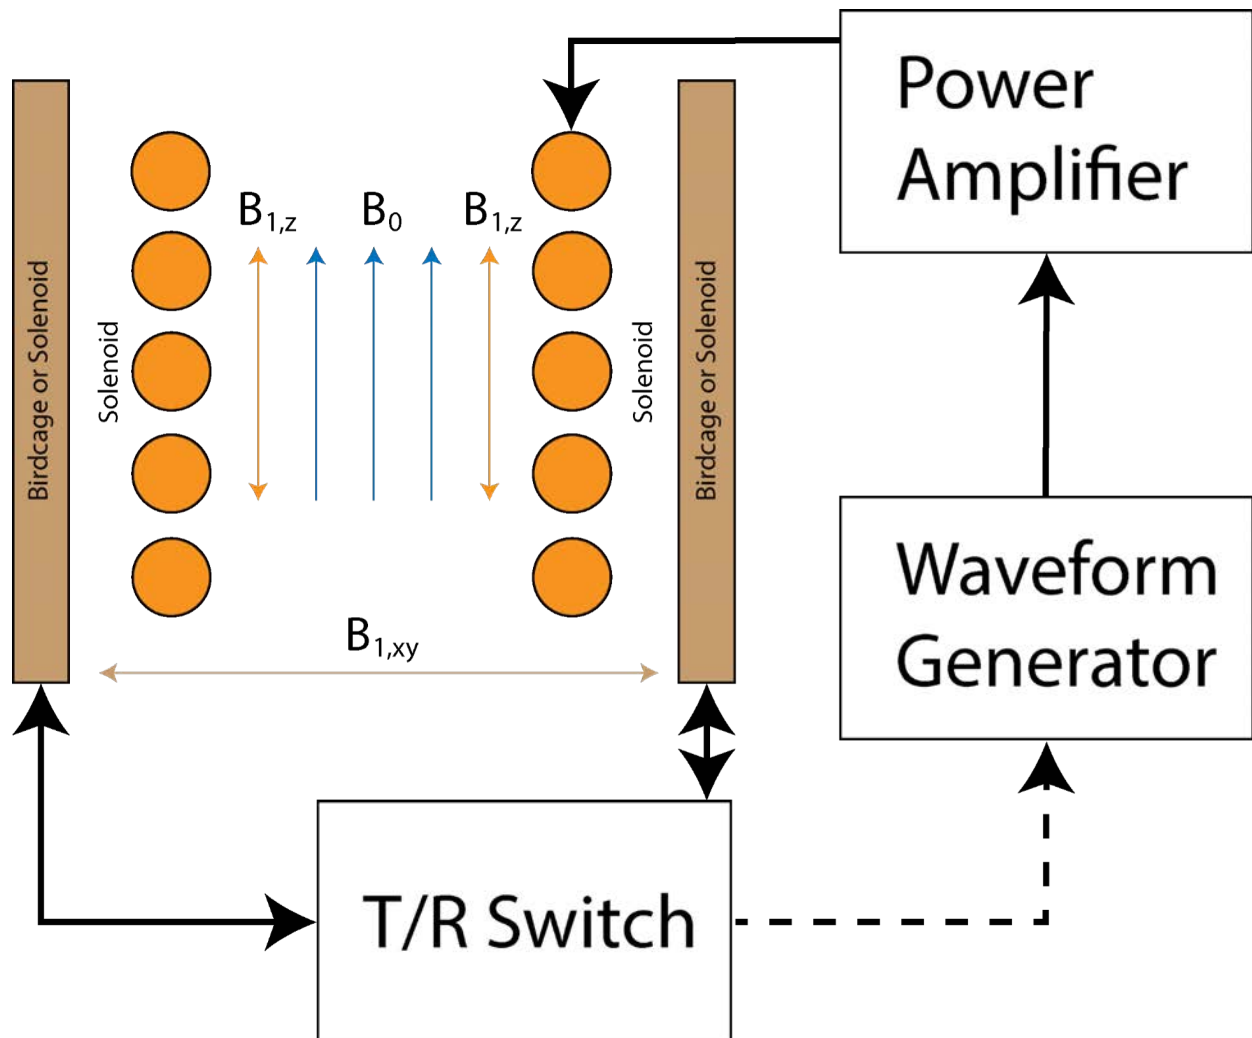 Power
Amplifier
B1,z
B0
B1,z
Birdcage or Solenoid
Solenoid
Solenoid
Birdcage or Solenoid
Waveform
Generator
B1,xy
T/R Switch